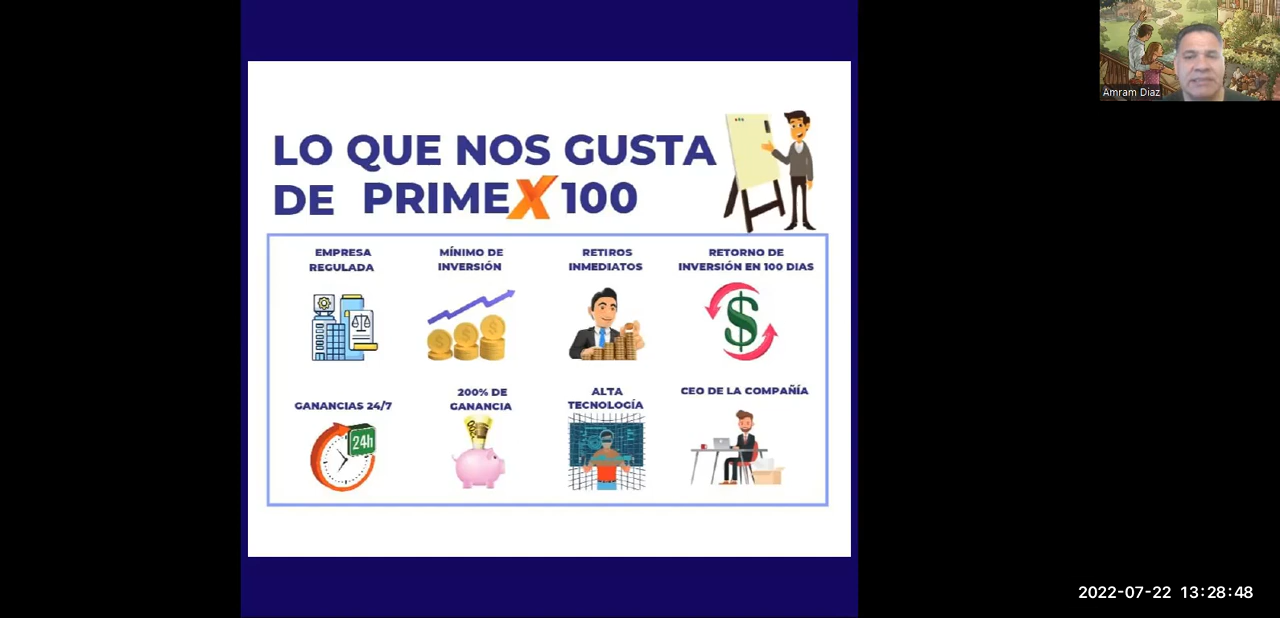 Amram Diaz
LO QUE NOS GUSTA
DE PRIMEX100
EMPRESA
REGULADA
MÍNIMO DE
INVERSIÓN
RETIROS
INMEDIATOS
RETORNO DE
INVERSIÓN EN 100 DIAS
GANANCIAS 24/7
24h
200% DE
GANANCIA
ALTA
TECNOLOGÍA
CEO DE LA COMPAÑÍA
2022-07-22 13:28:48